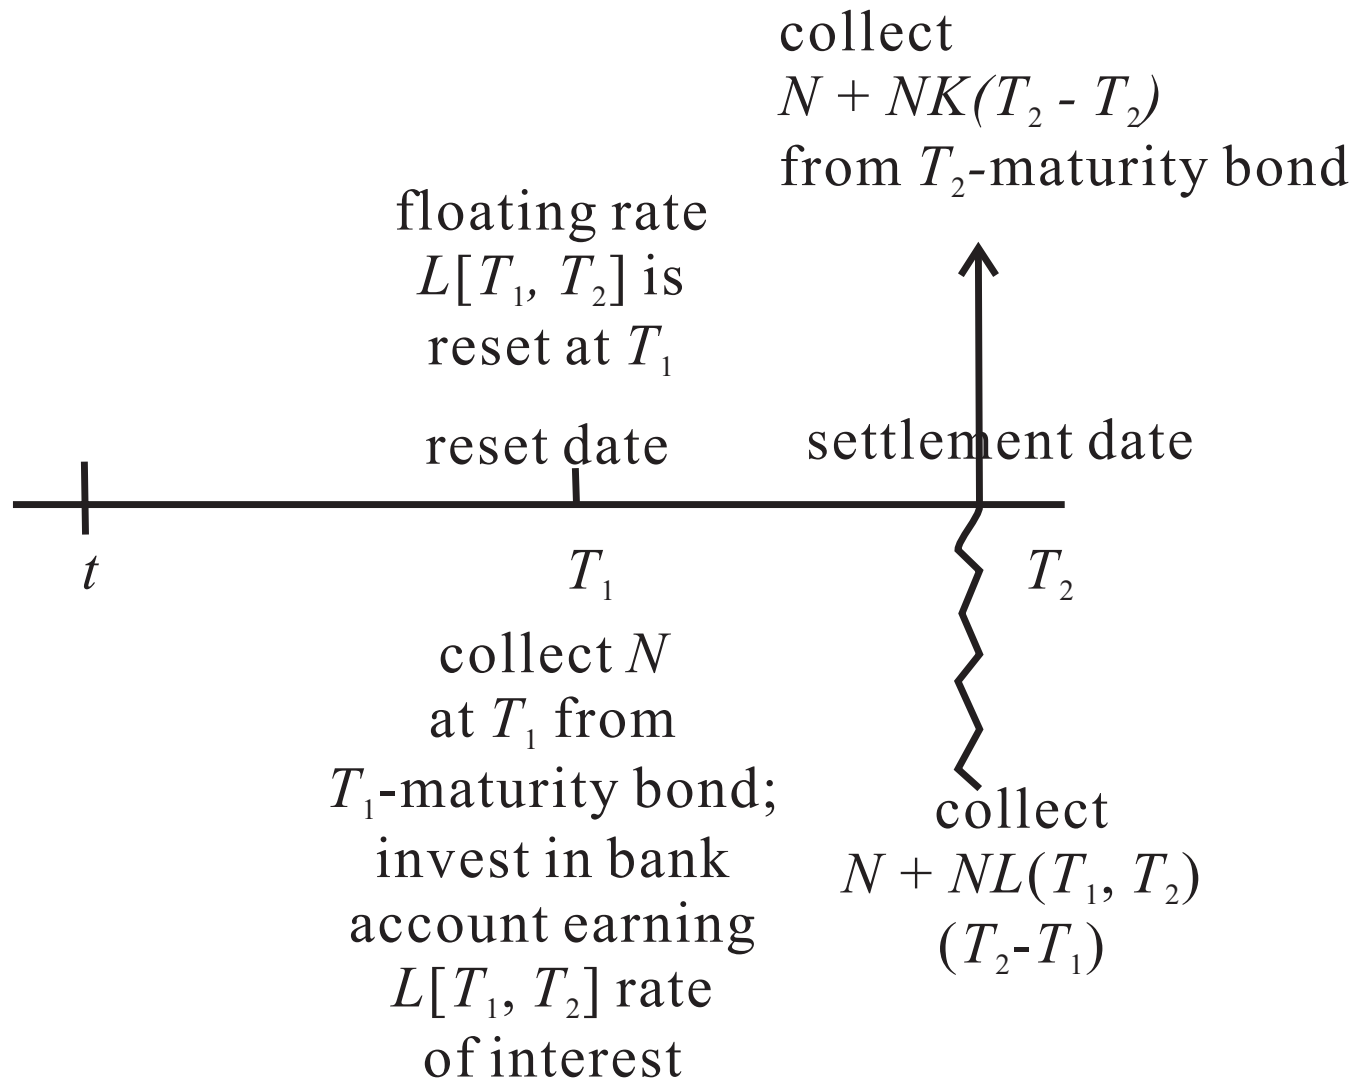 collect
N + NK(T₂ - T₂)
from T₂-maturity bond
floating rate
L[T₁, T₂] is
reset at T₁
reset date
settlement date
t
T₁
T₂
collect N
at T₁ from
T₁-maturity bond;
invest in bank
account earning
L[T₁, T₂] rate
of interest
collect
N + NL(T₁, T₂)
(T₂-T₁)